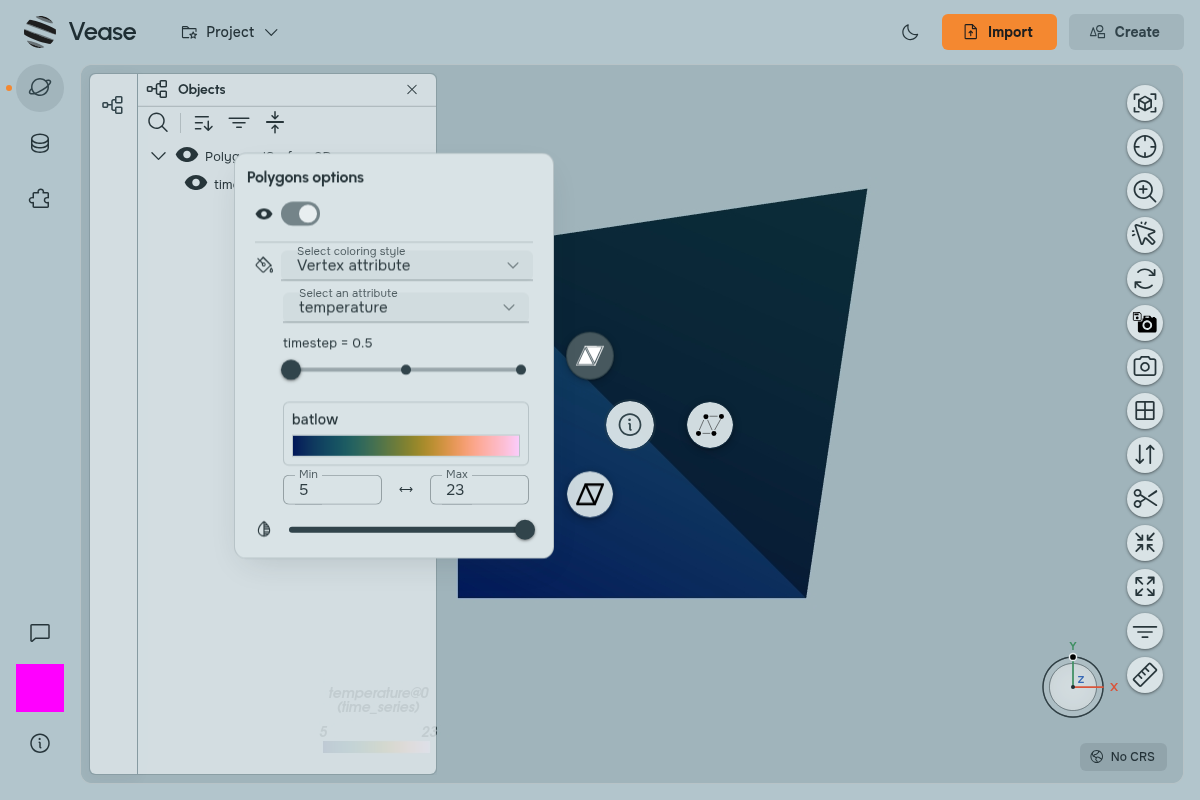 Vease
Project
Import
Create
Objects
Polygons options
Select coloring style
Vertex attribute
Select an attribute
temperature
timestep = 0.5
batlow
Min
5
Max
23
temperature@0
(time_series)
5
23
Y
Z
X
No CRS